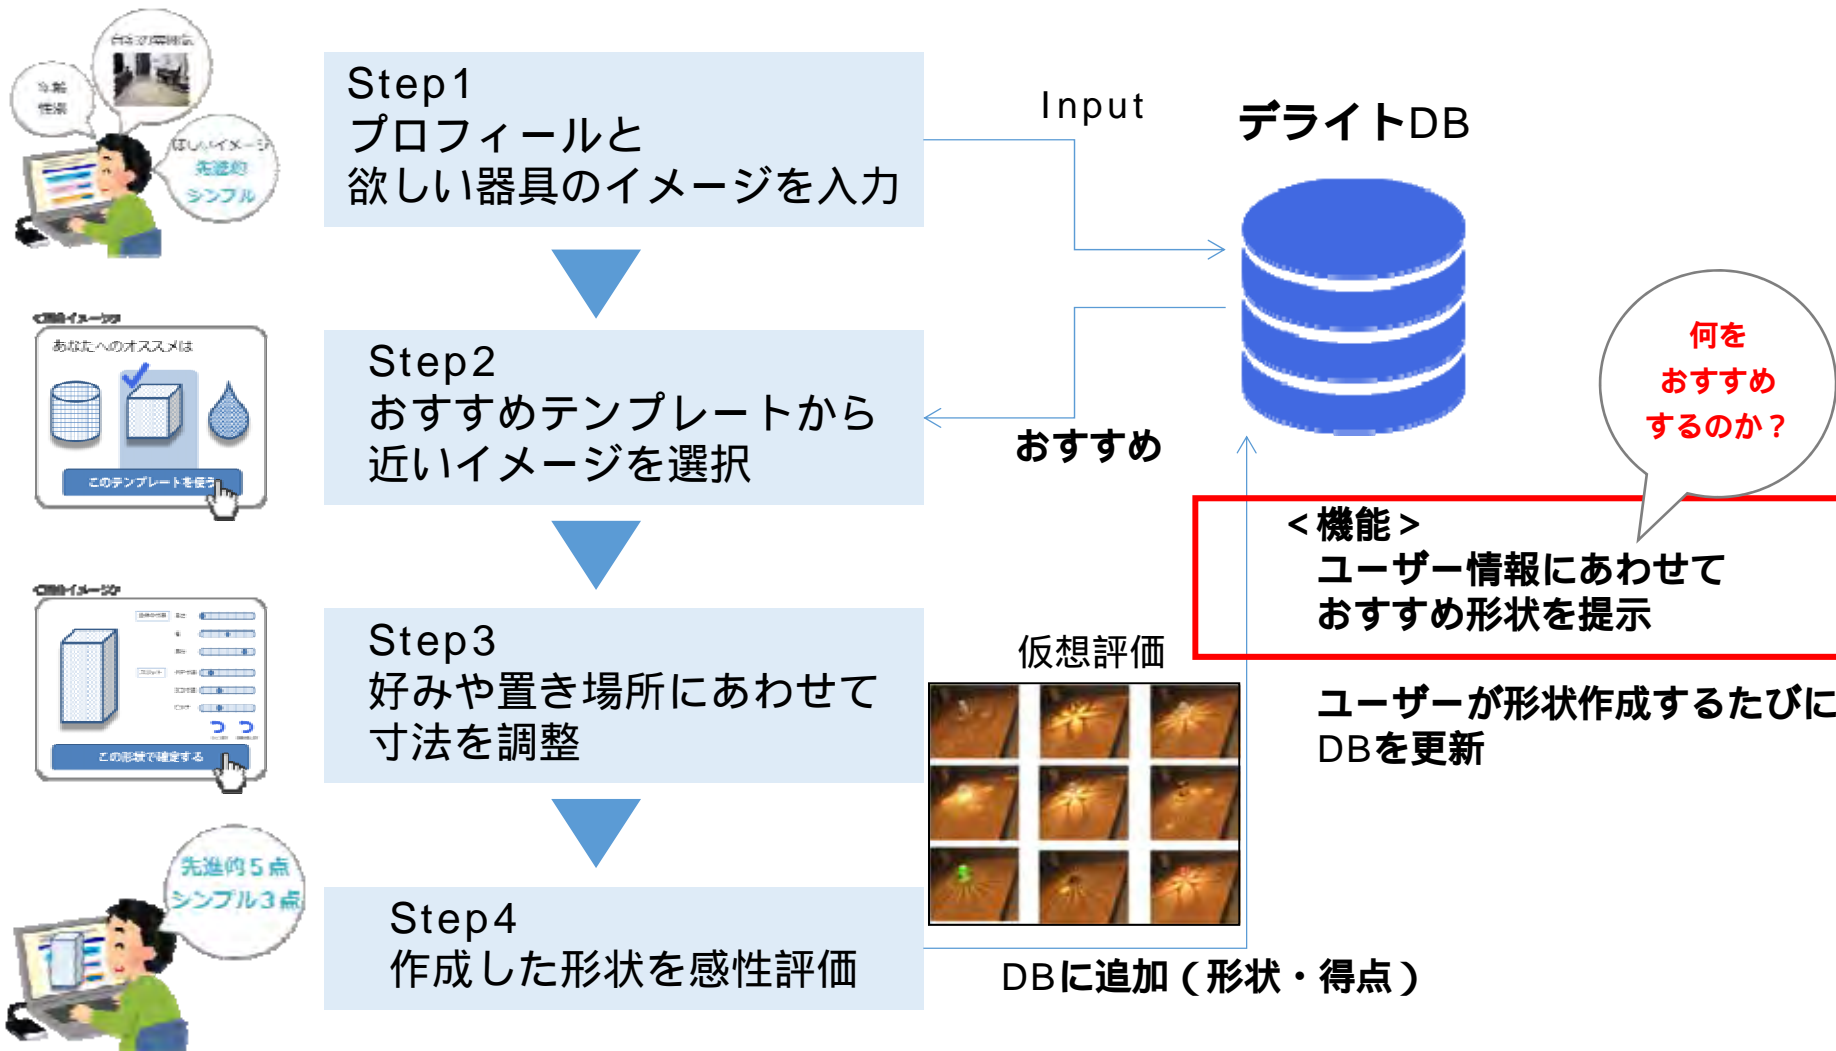 ほしいイメージ
先進的
シンプル
Step1
プロフィールと
欲しい器具のイメージを入力
Input
デライトDB
あなたへのオススメは
このテンプレートを使う
Step2
おすすめテンプレートから
近いイメージを選択
おすすめ
何を
おすすめ
するのか？
＜機能＞
ユーザー情報にあわせて
おすすめ形状を提示
ユーザーが形状作成するたびに
DBを更新
この形状で確定する
Step3
好みや置き場所にあわせて
寸法を調整
仮想評価
先進的５点
シンプル３点
Step4
作成した形状を感性評価
DBに追加（形状・得点）